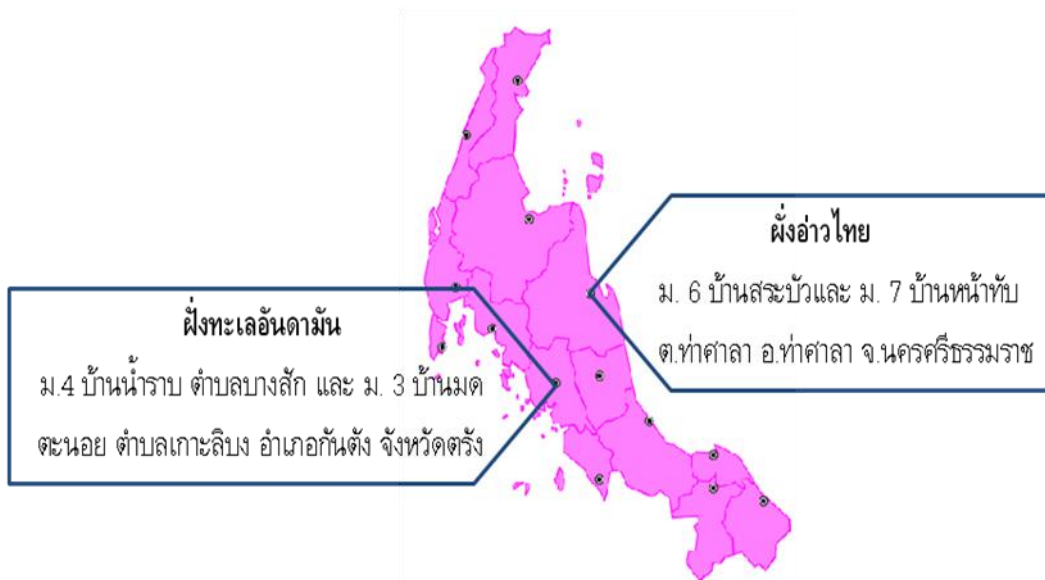 ผั่งอ่าวไทย
ม. 6 บ้านสระบัวและ ม. 7 บ้านหน้าทับ
ต.ท่าศาลา อ.ท่าศาลา จ.นครศรีธรรมราช
ฝั่งทะเลอันดามัน
ม.4 บ้านน้ำราบ ตำบลบางสัก และ ม. 3 บ้านมด
ตะนอย ตำบลเกาะลิบง อำเภอกันตัง จังหวัดตรัง